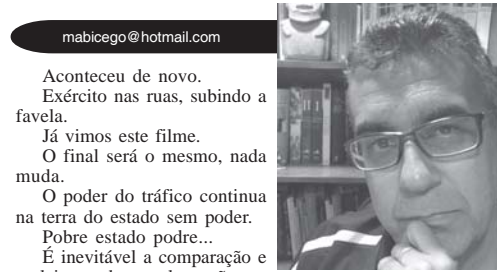 mabicego@hotmail.com
Aconteceu de novo.
Exército nas ruas, subindo a
favela.
Já vimos este filme.
O final será o mesmo, nada
muda.
O poder do tráfico continua
na terra do estado sem poder.
Pobre estado podre...
É inevitável a comparação e